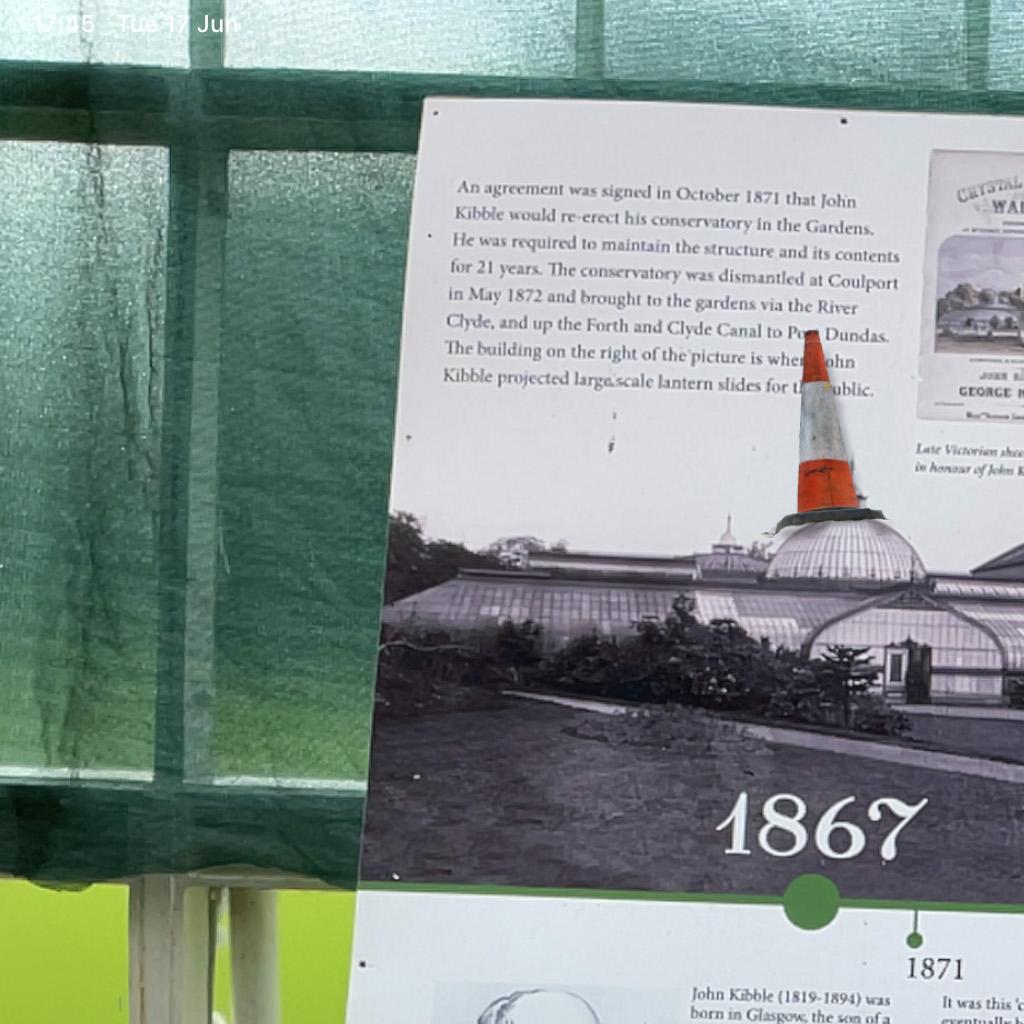 17:45 Tue 17 Jun
An agreement was signed in October 1871 that John
Kibble would re-erect his conservatory in the Gardens.
He was required to maintain the structure and its contents
for 21 years. The conservatory was dismantled at Coulport
in May 1872 and brought to the gardens via the River
Clyde, and up the Forth and Clyde Canal to Dundas.
The building on the right of the picture is
Kibble projected large scale lantern slides for
CRYSTAL
JOHN
GEORGE
Late Victorian
in honour of John
1867
1871
John Kibble (1819-1894) was
born in Glasgow, the son of a
It was this